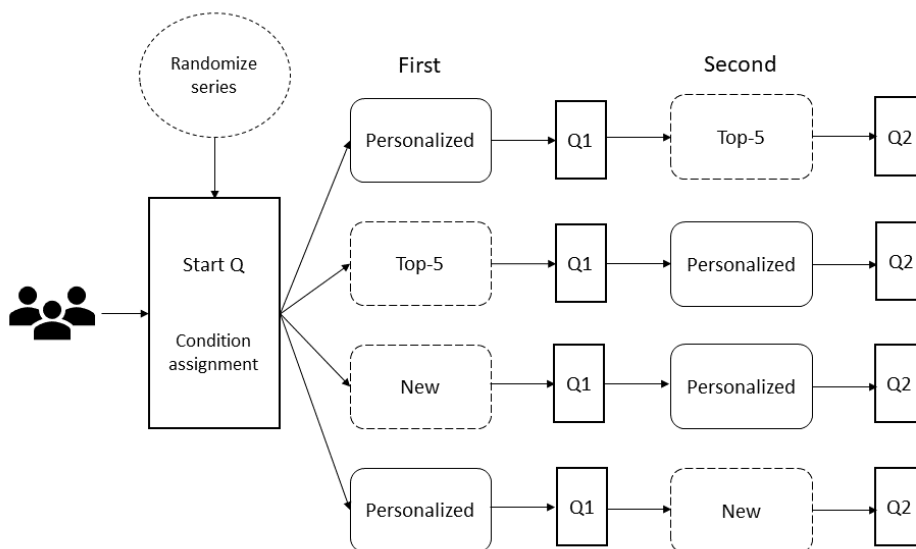 Randomize
series
First
Second
Personalized
Q1
Top-5
Q2
Start Q
Condition
assignment
Top-5
Q1
Personalized
Q2
New
Q1
Personalized
Q2
Personalized
Q1
New
Q2